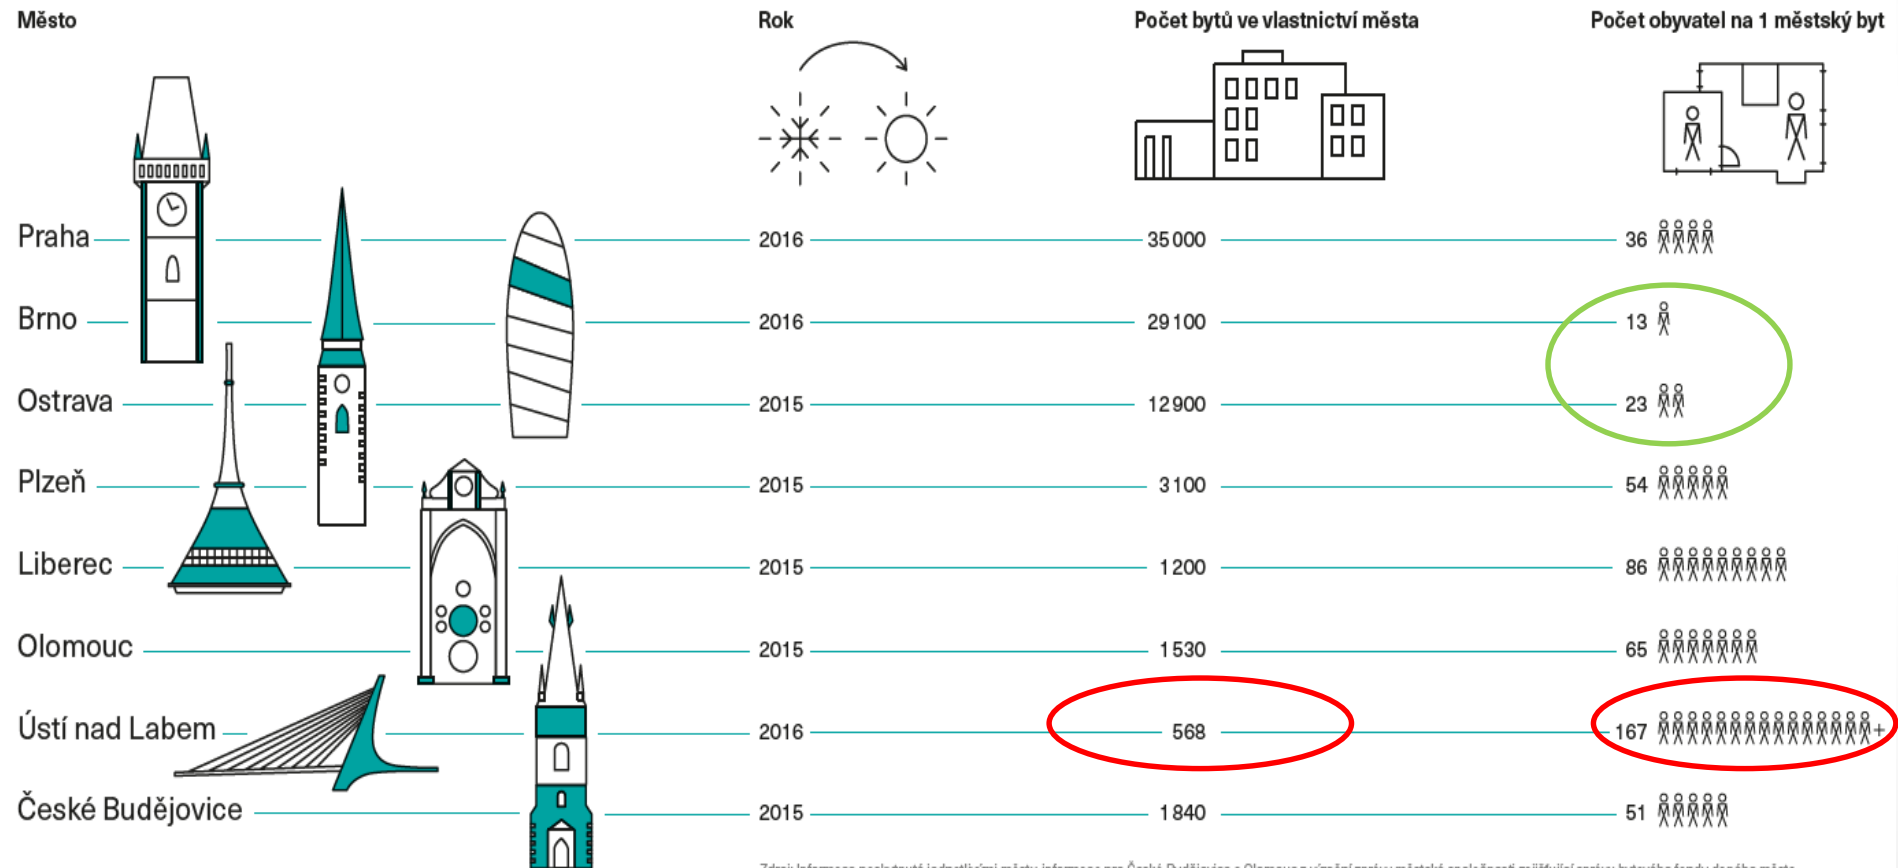 Město Rok Počet bytů ve vlastnictví města Počet obyvatel na 1 městský byt
Praha 2016 35 000 36
Brno 2016 29 100 13
Ostrava 2015 12 900 23
Plzeň 2015 3 100 54
Liberec 2015 1 200 86
Olomouc 2015 1 530 65
Ústí nad Labem 2016 568 167 +
České Budějovice 2015 1 840 51